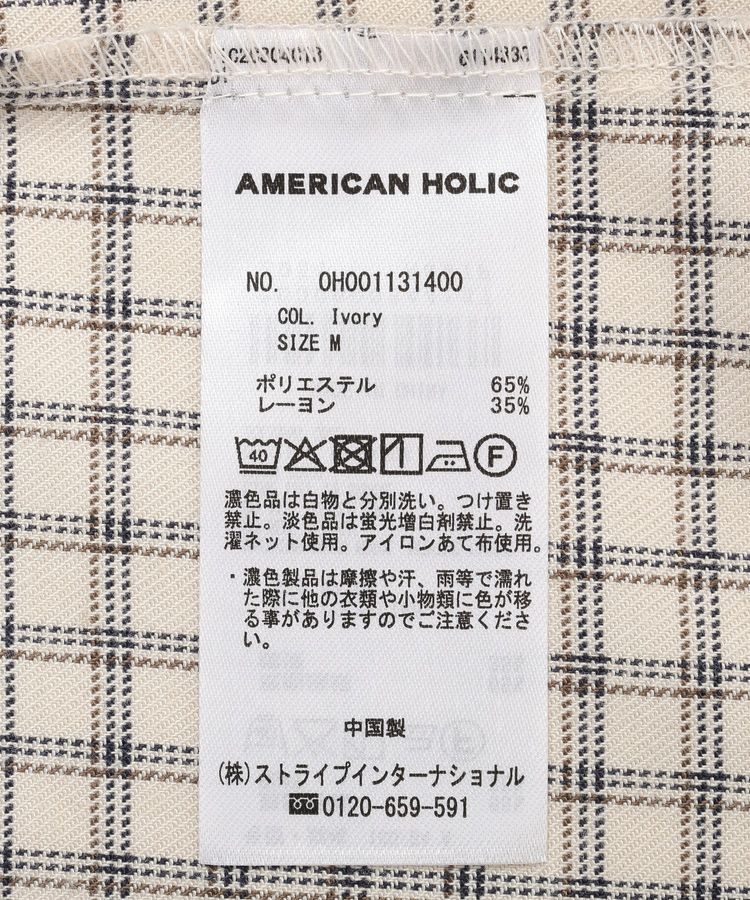 AMERICAN HOLIC
NO. 0H001131400
COL. Ivory
SIZE M
ポリエステル 65%
レーヨン 35%
40 F
濃色品は白物と分別洗い。つけ置き
禁止。淡色品は蛍光増白剤禁止。洗
濯ネット使用。アイロンあて布使用。
・濃色製品は摩擦や汗、雨等で濡れ
た際に他の衣類や小物類に色が移
る事がありますのでご注意くださ
い。
中国製
(株)ストライプインターナショナル
0120-659-591